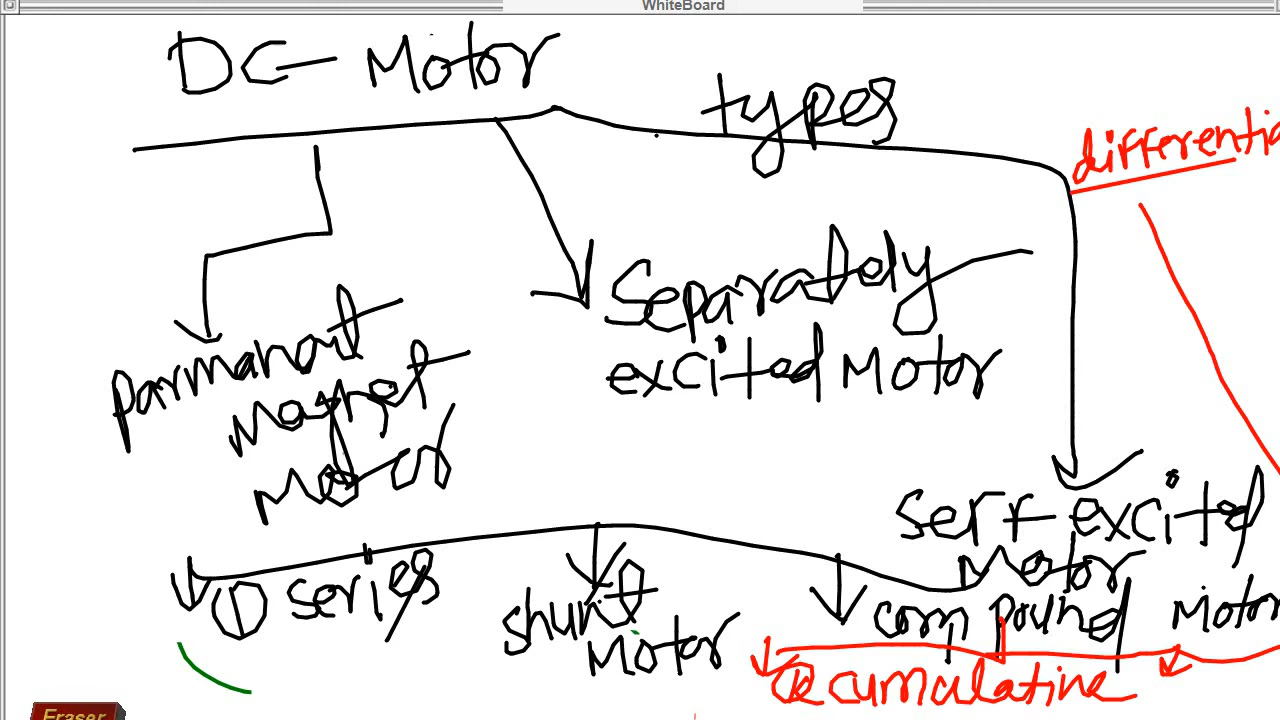 WhiteBoard
DC- Motor
types
differentia
Separately
excited Motor
parmanant
Magnet
Motor
serf excited
Motor
① series
shunt
Motor
compound Motor
cumulative
Eraser